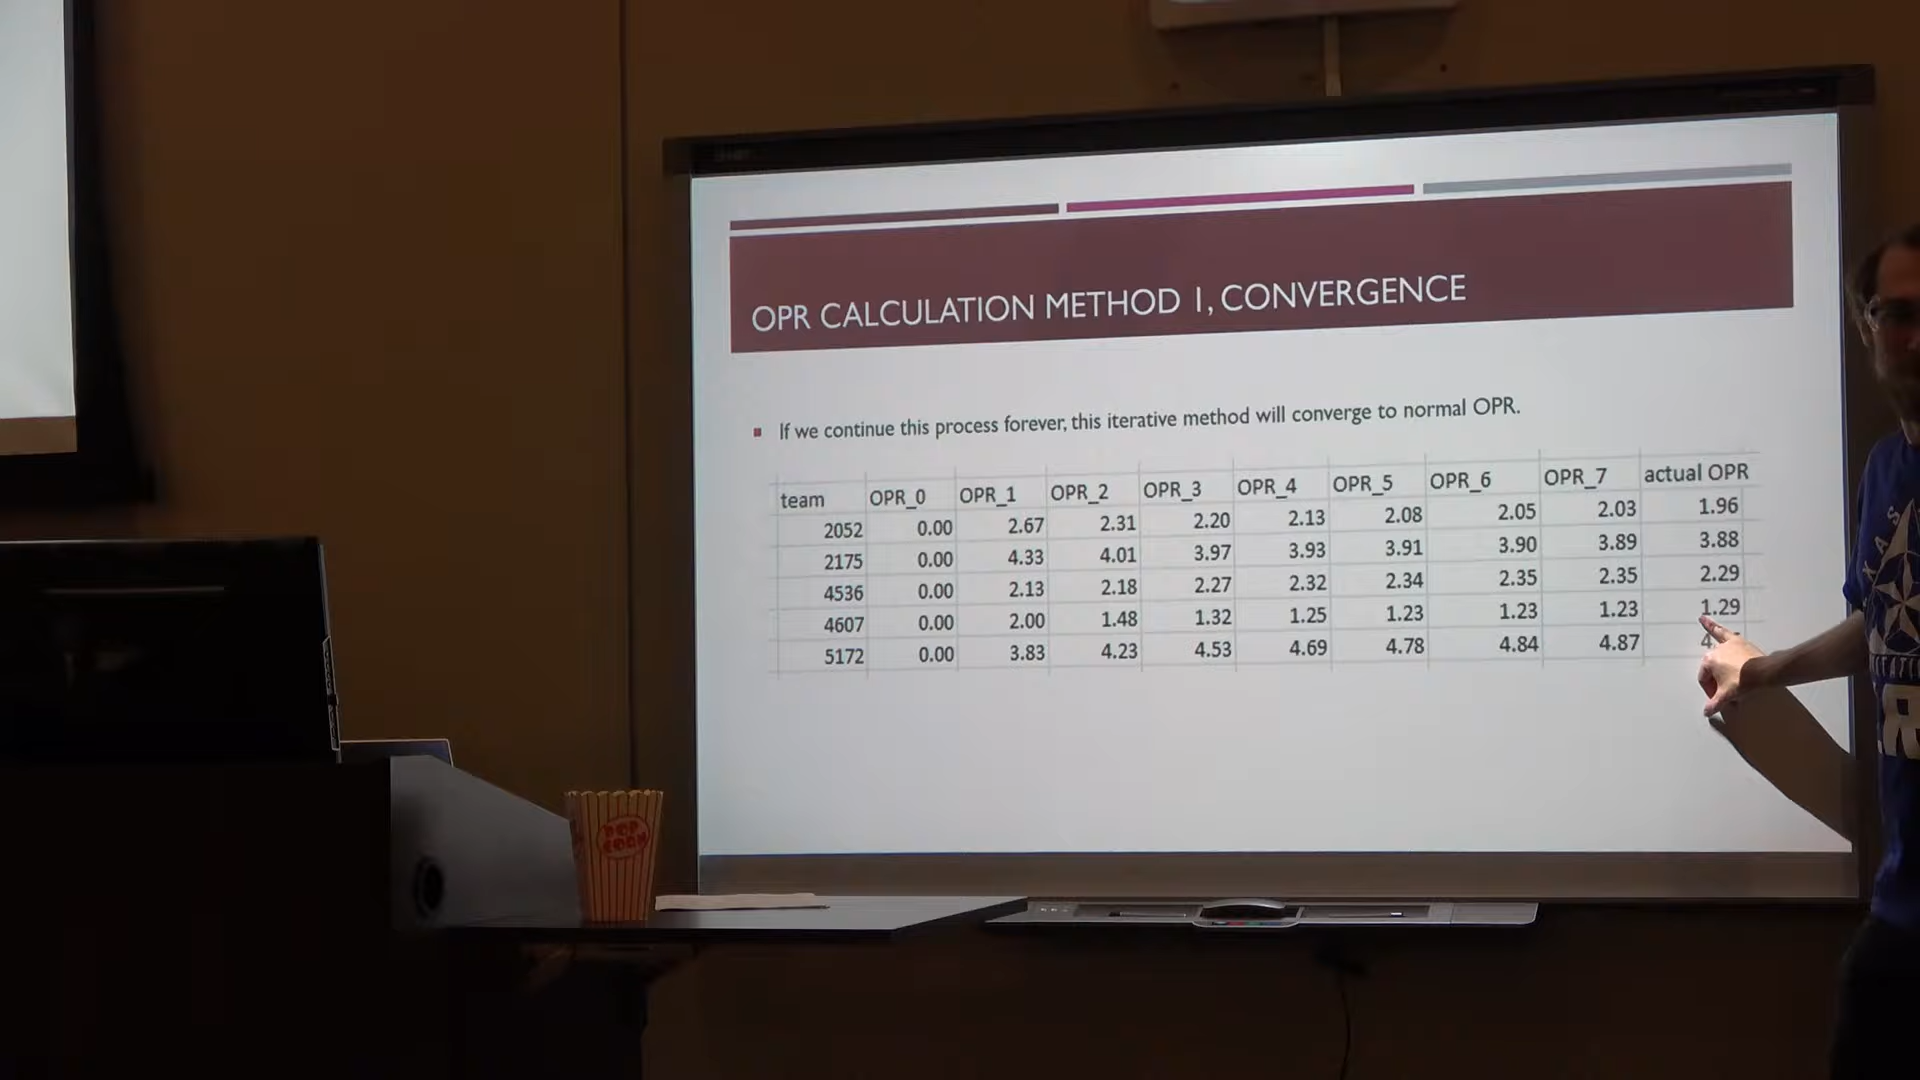 OPR CALCULATION METHOD 1, CONVERGENCE
If we continue this process forever, this iterative method will converge to normal OPR.
team OPR_0 OPR_1 OPR_2 OPR_3 OPR_4 OPR_5 OPR_6 OPR_7 actual OPR
2052 0.00 2.67 2.31 2.20 2.13 2.08 2.05 2.03 1.96
2175 0.00 4.33 4.01 3.97 3.93 3.91 3.90 3.89 3.88
4536 0.00 2.13 2.18 2.27 2.32 2.34 2.35 2.35 2.29
4607 0.00 2.00 1.48 1.32 1.25 1.23 1.23 1.23 1.29
5172 0.00 3.83 4.23 4.53 4.69 4.78 4.84 4.87
POP
CORN